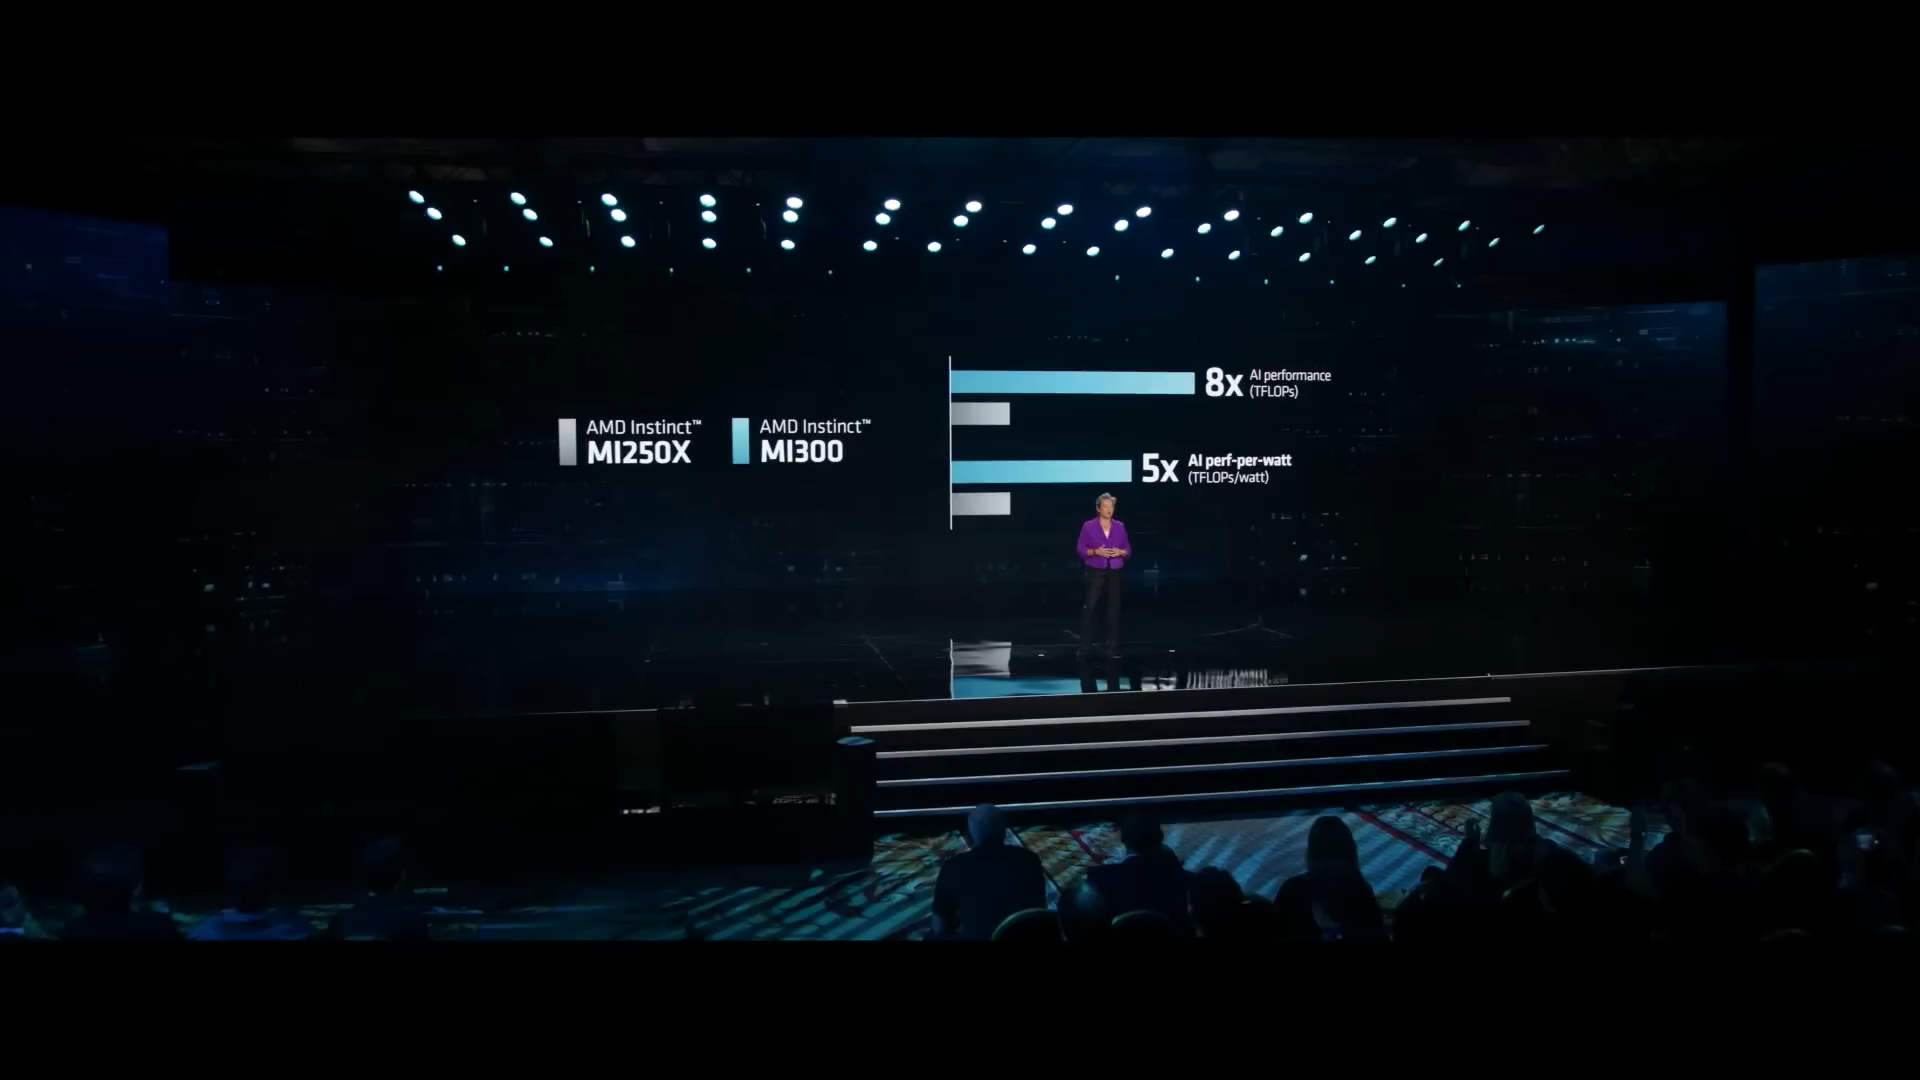 AMD Instinct™
MI250X
AMD Instinct™
MI300
8x
AI performance
(TFLOPs)
5x
AI perf-per-watt
(TFLOPs/watt)